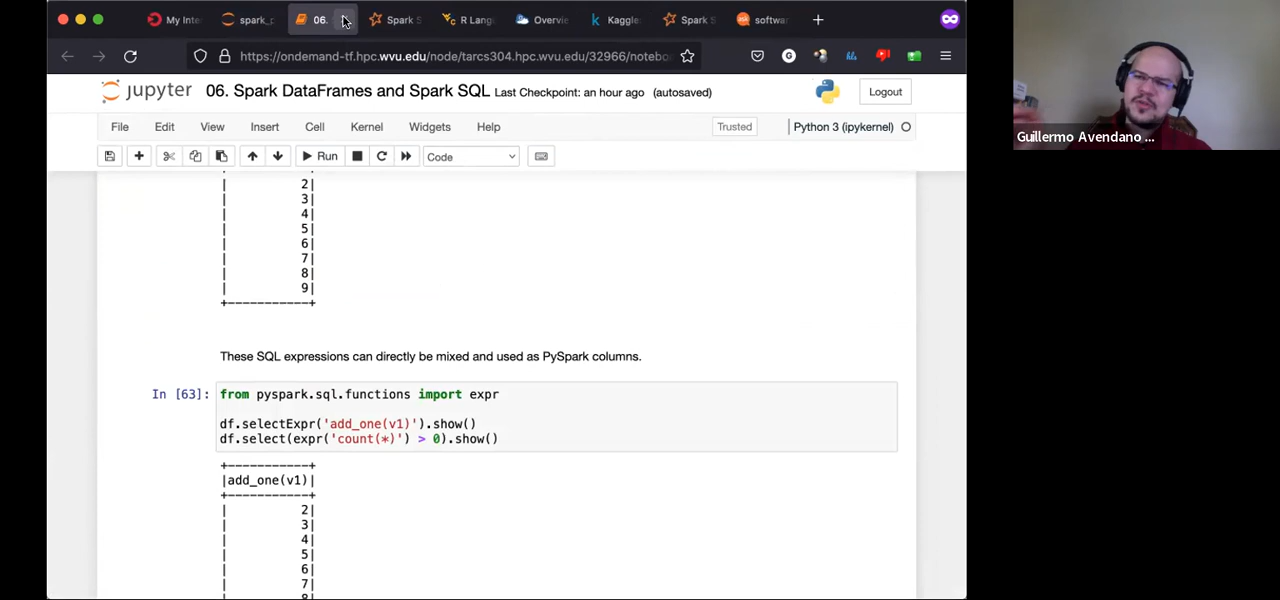 My Inte
spark_p
06.
Spark S
R Lang
Overvie
Kaggle:
Spark S
softwar
https://ondemand-tf.hpc.wvu.edu/node/tarcs304.hpc.wvu.edu/32966/notebo
jupyter 06. Spark DataFrames and Spark SQL Last Checkpoint: an hour ago (autosaved)
Logout
File Edit View Insert Cell Kernel Widgets Help
Trusted
Python 3 (ipykernel)
Run
Code
| 2|
| 3|
| 4|
| 5|
| 6|
| 7|
| 8|
| 9|
+-----------+
These SQL expressions can directly be mixed and used as PySpark columns.
In [63]: from pyspark.sql.functions import expr
df.selectExpr('add_one(v1)').show()
df.select(expr('count(*)') > 0).show()
+-----------+
|add_one(v1)|
+-----------+
| 2|
| 3|
| 4|
| 5|
| 6|
| 7|
Guillermo Avendano ...